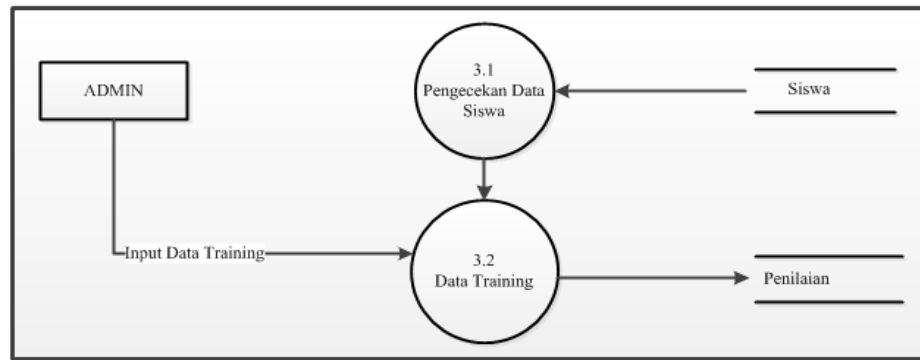 ADMIN
3.1
Pengecekan Data
Siswa
Siswa
Input Data Training
3.2
Data Training
Penilaian